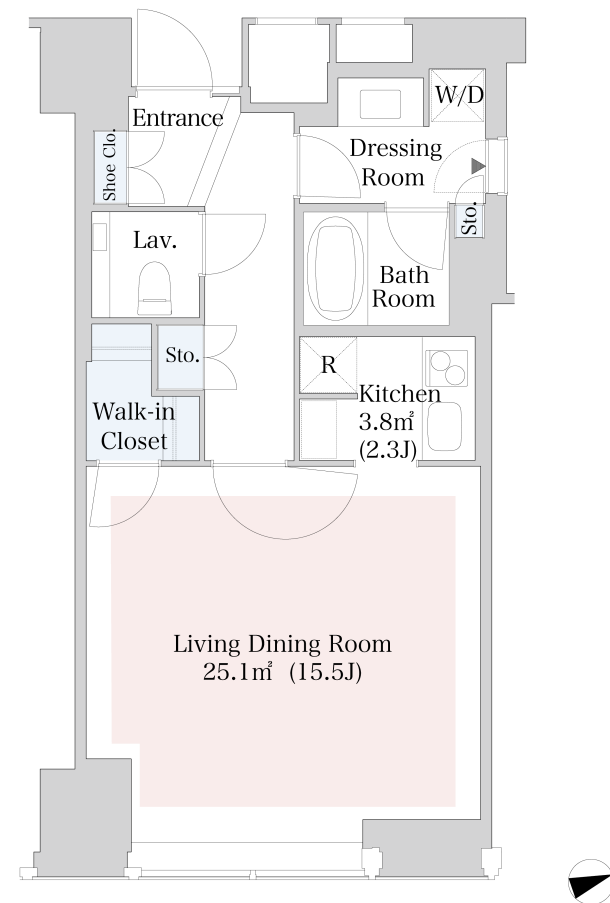 Entrance
W/D
Shoe Clo.
Dressing
Room
Lav.
Sto.
Bath
Room
Sto.
R
Kitchen
3.8㎡
(2.3J)
Walk-in
Closet
Living Dining Room
25.1㎡ (15.5J)